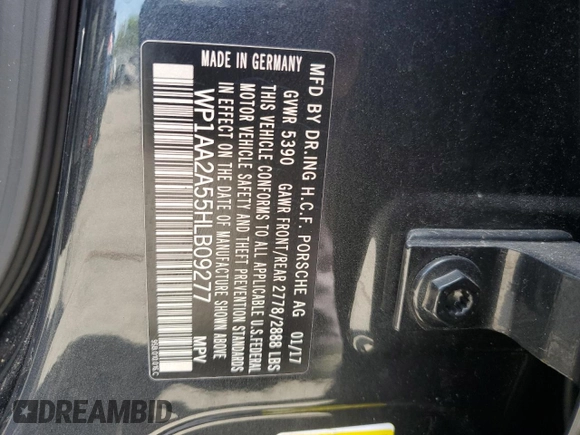 MFD BY DR.ING H.C.F. PORSCHE AG 01/17
GVWR 5390 GAWR FRONT/REAR 2778/2888 LBS
THIS VEHICLE CONFORMS TO ALL APPLICABLE U.S.FEDERAL
MOTOR VEHICLE SAFETY AND THEFT PREVENTION STANDARDS
IN EFFECT ON THE DATE OF MANUFACTURE SHOWN ABOVE
WP1AA2A55HLB09277 MPV
MADE IN GERMANY
DREAMBID